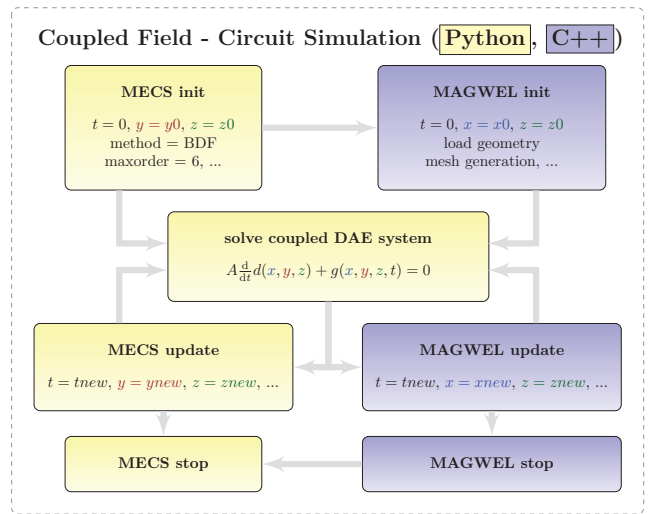 Coupled Field - Circuit Simulation (Python, C++)
MECS init
t = 0, y = y0, z = z0
method = BDF
maxorder = 6, ...
MAGWEL init
t = 0, x = x0, z = z0
load geometry
mesh generation, ...
solve coupled DAE system
A d/dt d(x, y, z) + g(x, y, z, t) = 0
MECS update
t = tnew, y = ynew, z = znew, ...
MAGWEL update
t = tnew, x = xnew, z = znew, ...
MECS stop
MAGWEL stop